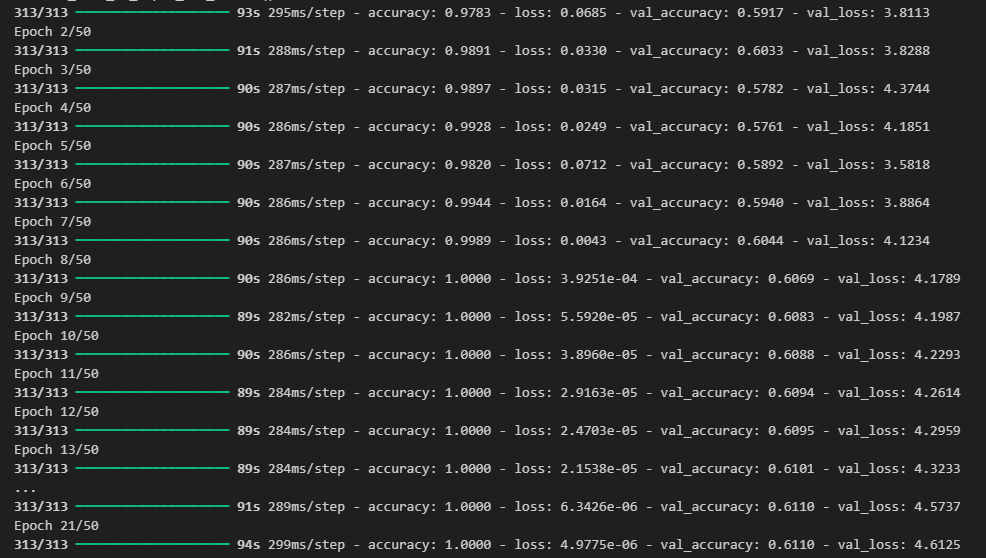 313/313 ━━━━━━━━━━━━━━━━━━━━ 93s 295ms/step - accuracy: 0.9783 - loss: 0.0685 - val_accuracy: 0.5917 - val_loss: 3.8113
Epoch 2/50
313/313 ━━━━━━━━━━━━━━━━━━━━ 91s 288ms/step - accuracy: 0.9891 - loss: 0.0330 - val_accuracy: 0.6033 - val_loss: 3.8288
Epoch 3/50
313/313 ━━━━━━━━━━━━━━━━━━━━ 90s 287ms/step - accuracy: 0.9897 - loss: 0.0315 - val_accuracy: 0.5782 - val_loss: 4.3744
Epoch 4/50
313/313 ━━━━━━━━━━━━━━━━━━━━ 90s 286ms/step - accuracy: 0.9928 - loss: 0.0249 - val_accuracy: 0.5761 - val_loss: 4.1851
Epoch 5/50
313/313 ━━━━━━━━━━━━━━━━━━━━ 90s 287ms/step - accuracy: 0.9820 - loss: 0.0712 - val_accuracy: 0.5892 - val_loss: 3.5818
Epoch 6/50
313/313 ━━━━━━━━━━━━━━━━━━━━ 90s 286ms/step - accuracy: 0.9944 - loss: 0.0164 - val_accuracy: 0.5940 - val_loss: 3.8864
Epoch 7/50
313/313 ━━━━━━━━━━━━━━━━━━━━ 90s 286ms/step - accuracy: 0.9989 - loss: 0.0043 - val_accuracy: 0.6044 - val_loss: 4.1234
Epoch 8/50
313/313 ━━━━━━━━━━━━━━━━━━━━ 90s 286ms/step - accuracy: 1.0000 - loss: 3.9251e-04 - val_accuracy: 0.6069 - val_loss: 4.1789
Epoch 9/50
313/313 ━━━━━━━━━━━━━━━━━━━━ 89s 282ms/step - accuracy: 1.0000 - loss: 5.5920e-05 - val_accuracy: 0.6083 - val_loss: 4.1987
Epoch 10/50
313/313 ━━━━━━━━━━━━━━━━━━━━ 90s 286ms/step - accuracy: 1.0000 - loss: 3.8960e-05 - val_accuracy: 0.6088 - val_loss: 4.2293
Epoch 11/50
313/313 ━━━━━━━━━━━━━━━━━━━━ 89s 284ms/step - accuracy: 1.0000 - loss: 2.9163e-05 - val_accuracy: 0.6094 - val_loss: 4.2614
Epoch 12/50
313/313 ━━━━━━━━━━━━━━━━━━━━ 89s 284ms/step - accuracy: 1.0000 - loss: 2.4703e-05 - val_accuracy: 0.6095 - val_loss: 4.2959
Epoch 13/50
313/313 ━━━━━━━━━━━━━━━━━━━━ 89s 284ms/step - accuracy: 1.0000 - loss: 2.1538e-05 - val_accuracy: 0.6101 - val_loss: 4.3233
...
313/313 ━━━━━━━━━━━━━━━━━━━━ 91s 289ms/step - accuracy: 1.0000 - loss: 6.3426e-06 - val_accuracy: 0.6110 - val_loss: 4.5737
Epoch 21/50
313/313 ━━━━━━━━━━━━━━━━━━━━ 94s 299ms/step - accuracy: 1.0000 - loss: 4.9775e-06 - val_accuracy: 0.6110 - val_loss: 4.6125